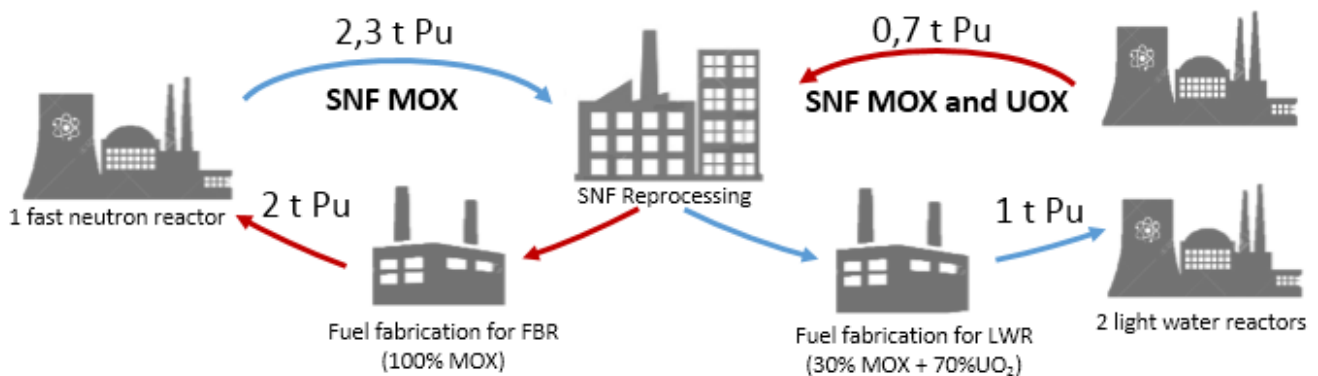 2,3 t Pu
0,7 t Pu
SNF MOX
SNF MOX and UOX
SNF Reprocessing
1 fast neutron reactor
2 t Pu
1 t Pu
Fuel fabrication for FBR
(100% MOX)
Fuel fabrication for LWR
(30% MOX + 70%UO₂)
2 light water reactors